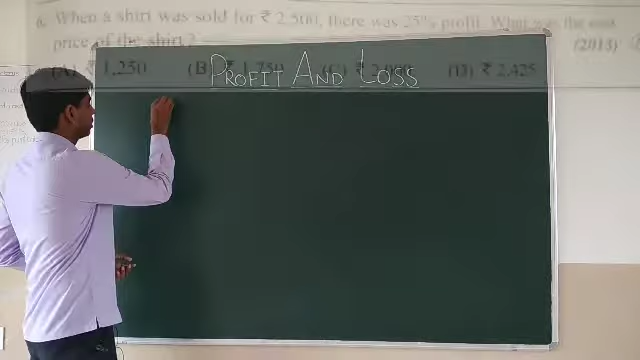 6. When a shirt was sold for ₹ 2,500, there was 25% profit. What was the cost
price of the shirt? (2013)
(A) ₹ 1,250 (B) ₹ 1,750 (C) ₹ 2,000 (D) ₹ 2,425
PROFIT AND LOSS